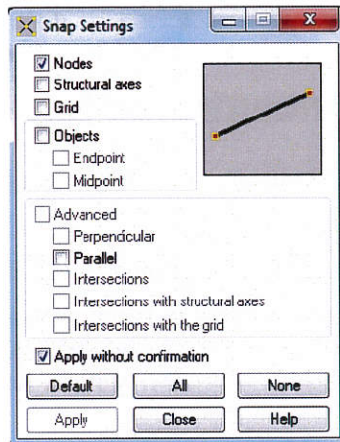 Snap Settings
Nodes
Structural axes
Grid
Objects
Endpoint
Midpoint
Advanced
Perpendicular
Parallel
Intersections
Intersections with structural axes
Intersections with the grid
Apply without confirmation
Default All None
Apply Close Help